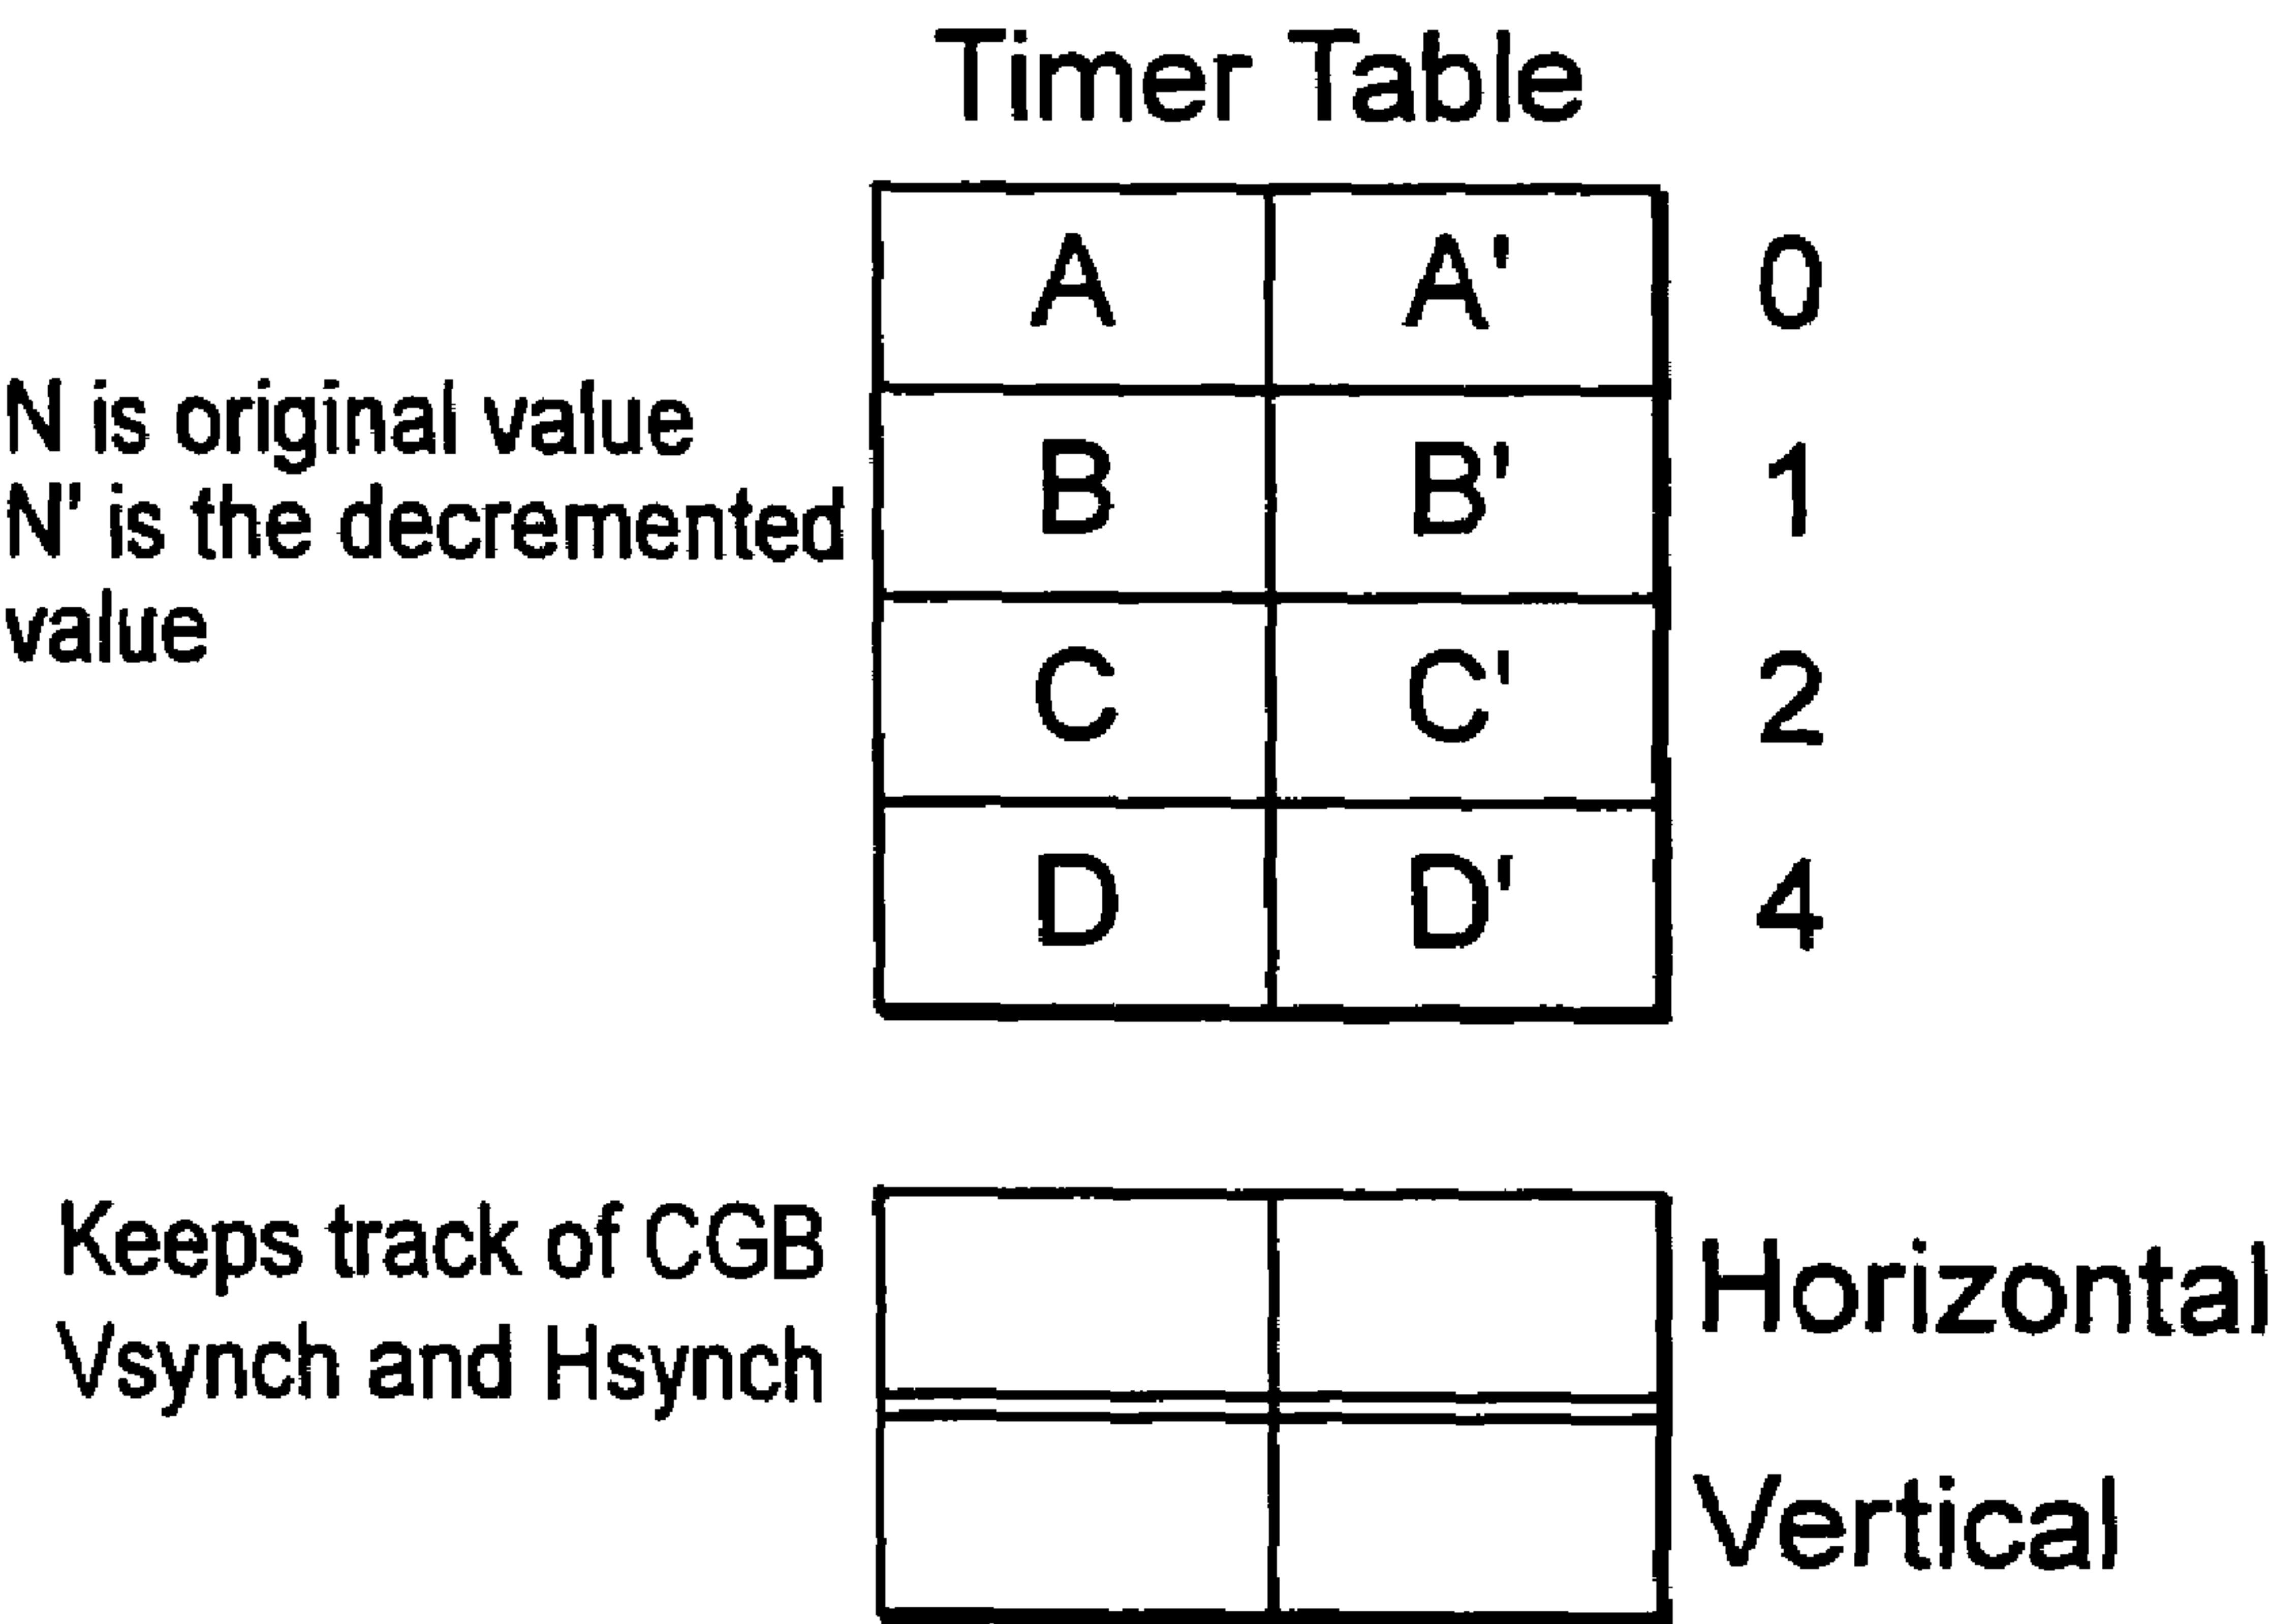 Timer Table
A A' 0
N is original value
B B' 1
N' is the decremented
value
C C' 2
D D' 4
Keeps track of CGB
Horizontal
Vsynch and Hsynch
Vertical